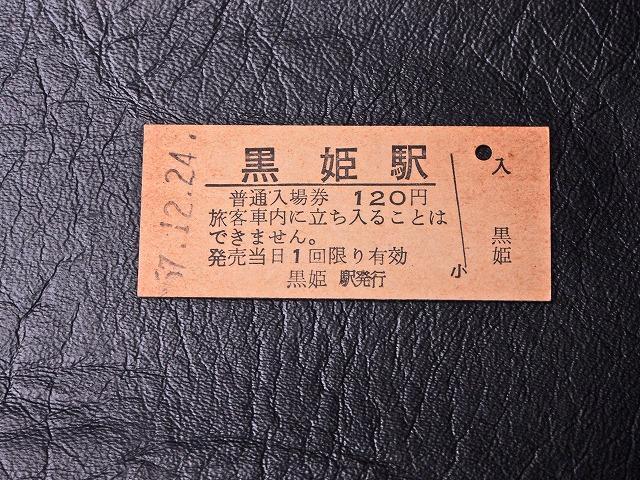 57.12.24.
黒姫駅
普通入場券 120円
旅客車内に立ち入ることは
できません。
発売当日1回限り有効
黒姫 駅発行
小
入
黒姫